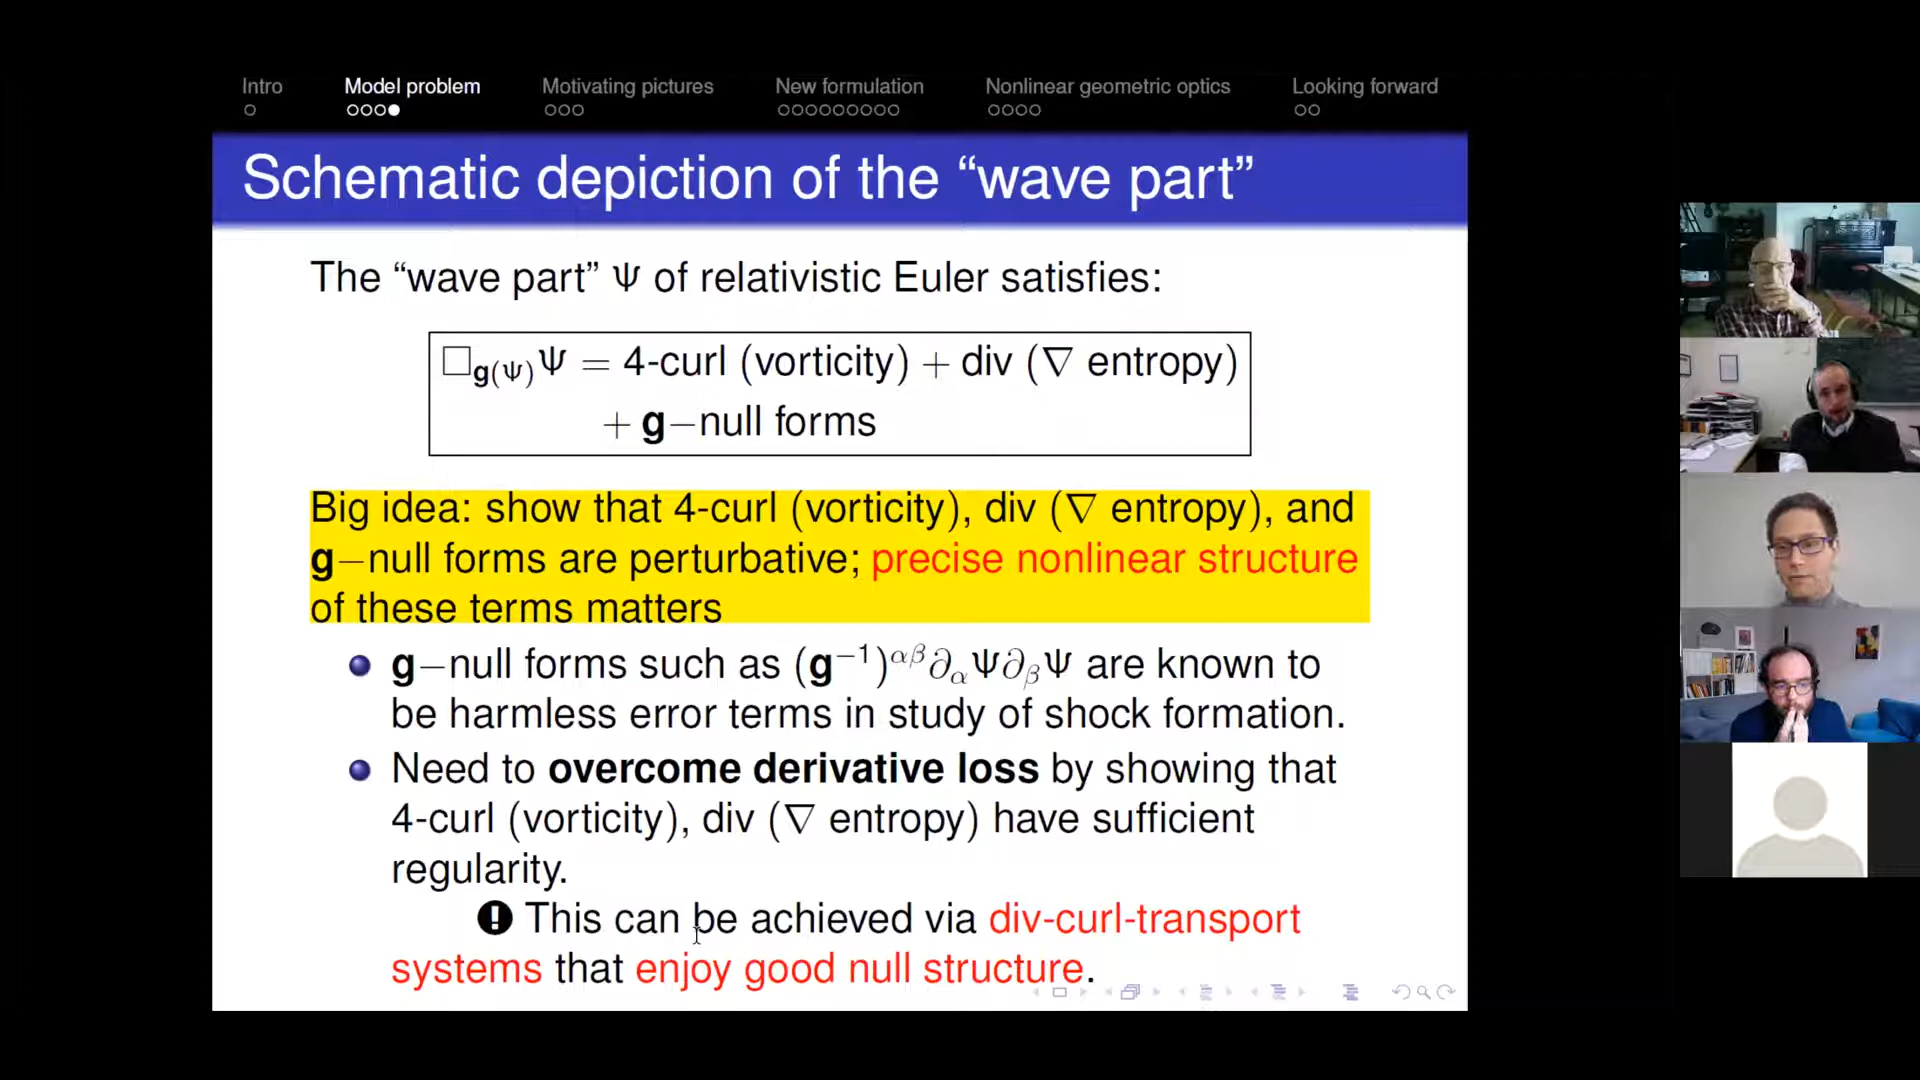 Intro Model problem Motivating pictures New formulation Nonlinear geometric optics Looking forward
Schematic depiction of the “wave part”
The “wave part” Ψ of relativistic Euler satisfies:
□g(Ψ)Ψ = 4-curl (vorticity) + div (∇ entropy)
+ g−null forms
Big idea: show that 4-curl (vorticity), div (∇ entropy), and
g−null forms are perturbative; precise nonlinear structure
of these terms matters
g−null forms such as (g⁻¹)^{αβ}∂_αΨ∂_βΨ are known to
be harmless error terms in study of shock formation.
Need to overcome derivative loss by showing that
4-curl (vorticity), div (∇ entropy) have sufficient
regularity.
! This can be achieved via div-curl-transport
systems that enjoy good null structure.